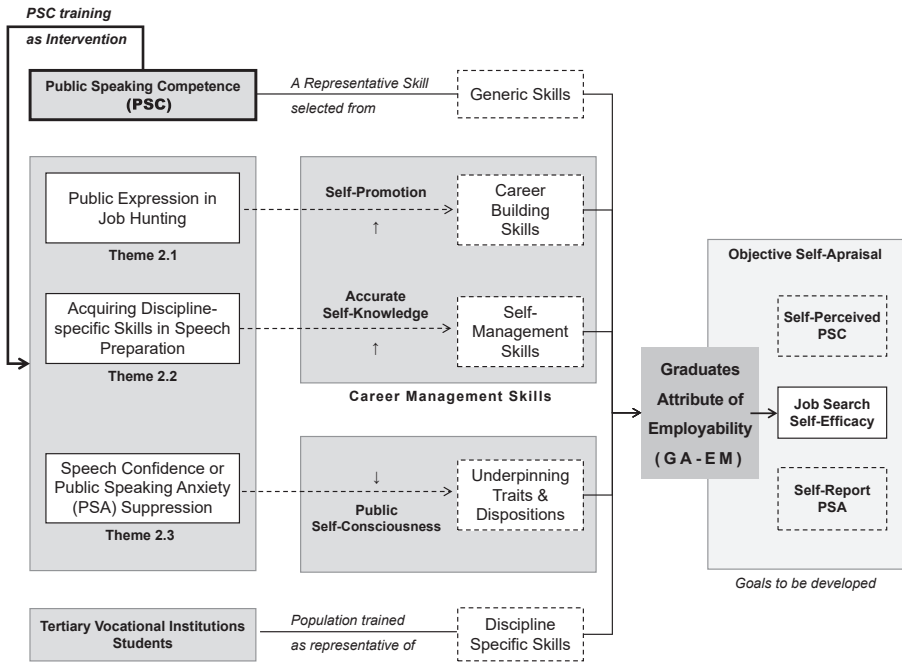 PSC training
as Intervention
Public Speaking Competence
(PSC)
A Representative Skill
selected from
Generic Skills
Public Expression in
Job Hunting
Theme 2.1
Self-Promotion
↑
Career
Building
Skills
Acquiring Discipline-
specific Skills in Speech
Preparation
Theme 2.2
Accurate
Self-Knowledge
↑
Self-
Management
Skills
Career Management Skills
Speech Confidence or
Public Speaking Anxiety
(PSA) Suppression
Theme 2.3
↓
Public
Self-Consciousness
Underpinning
Traits &
Dispositions
Tertiary Vocational Institutions
Students
Population trained
as representative of
Discipline
Specific Skills
Graduates
Attribute of
Employability
(GA-EM)
Objective Self-Appraisal
Self-Perceived
PSC
Job Search
Self-Efficacy
Self-Report
PSA
Goals to be developed